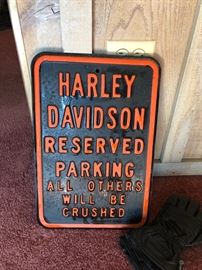 HARLEY
DAVIDSON
RESERVED
PARKING
ALL OTHERS
WILL BE
CRUSHED